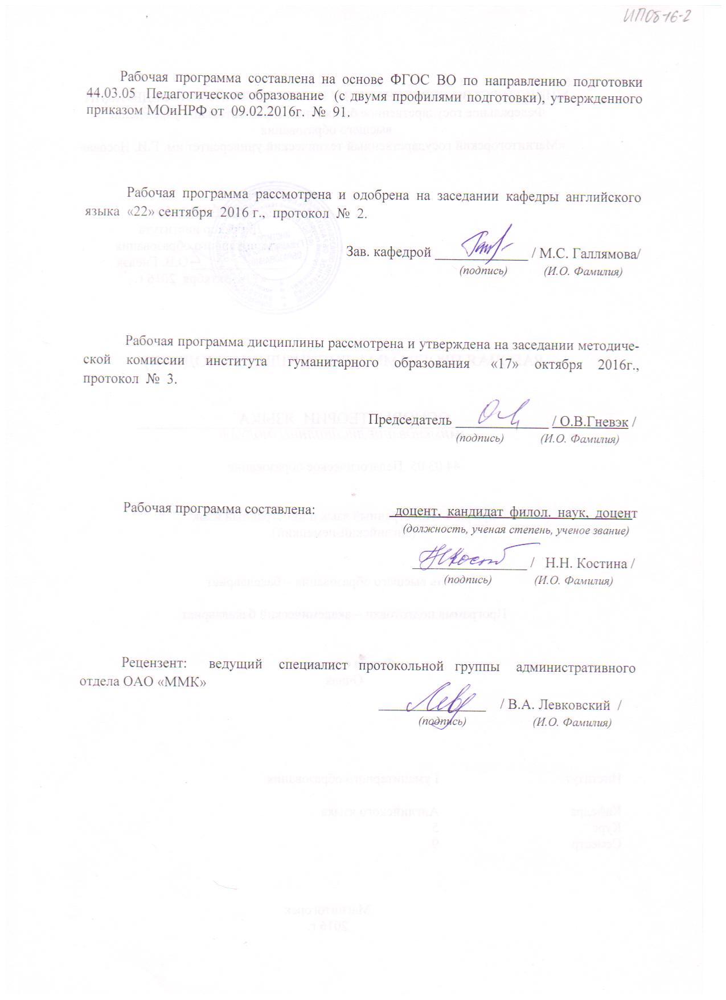 ИПОб-16-2
Рабочая программа составлена на основе ФГОС ВО по направлению подготовки
44.03.05 Педагогическое образование (с двумя профилями подготовки), утвержденного
приказом МОиНРФ от 09.02.2016г. № 91.
Рабочая программа рассмотрена и одобрена на заседании кафедры английского
языка «22» сентября 2016 г., протокол № 2.
Зав. кафедрой ____________ / М.С. Галлямова/
(подпись) (И.О. Фамилия)
Рабочая программа дисциплины рассмотрена и утверждена на заседании методиче-
ской комиссии института гуманитарного образования «17» октября 2016г.,
протокол № 3.
Председатель ____________ / О.В.Гневэк /
(подпись) (И.О. Фамилия)
Рабочая программа составлена: доцент, кандидат филол. наук, доцент
(должность, ученая степень, ученое звание)
_______________ / Н.Н. Костина /
(подпись) (И.О. Фамилия)
Рецензент: ведущий специалист протокольной группы административного
отдела ОАО «ММК»
______________ / В.А. Левковский /
(подпись) (И.О. Фамилия)